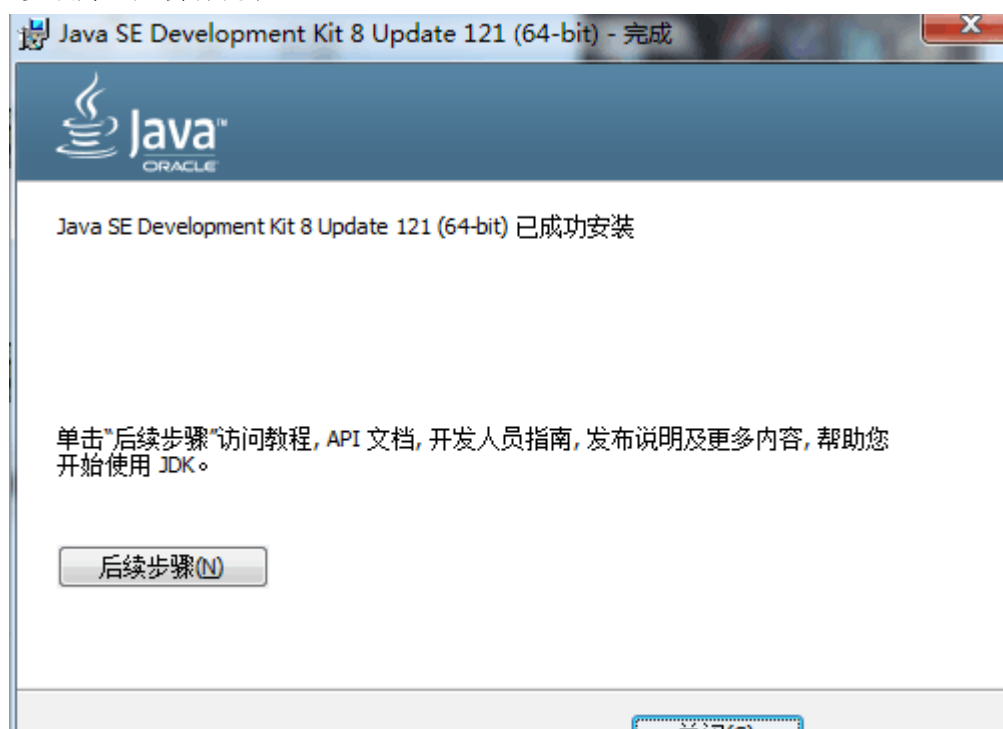 Java SE Development Kit 8 Update 121 (64-bit) - 完成
Java™
ORACLE
Java SE Development Kit 8 Update 121 (64-bit) 已成功安装
单击"后续步骤"访问教程, API 文档, 开发人员指南, 发布说明及更多内容, 帮助您
开始使用 JDK。
后续步骤(N)